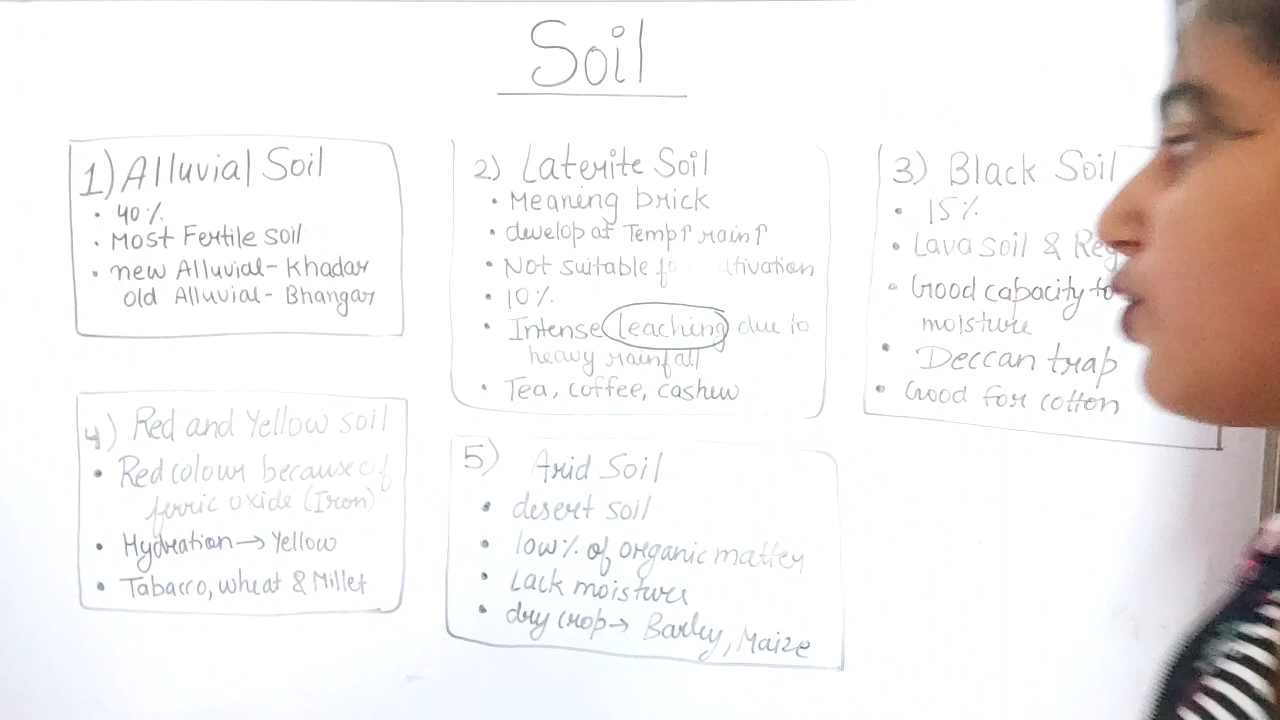 Soil
1) Alluvial Soil
• 40%
• Most Fertile soil
• new Alluvial - Khadar
old Alluvial - Bhangar
2) Laterite Soil
• Meaning brick
• develop at Temp↑ rain↑
• Not suitable
• 10%
• Intense leaching due to
heavy rainfall
• Tea, coffee, cashew
3) Black Soil
• 15%
• Lava soil &
• Good capacity to
moisture
• Deccan trap
• Good for cotton
4) Red and Yellow soil
• Red colour because of
ferric oxide (Iron)
• Hydration → Yellow
• Tabacco, wheat & Millet
5) Arid Soil
• desert soil
• low % of organic matter
• Lack moisture
• dry crop → Barley, Maize